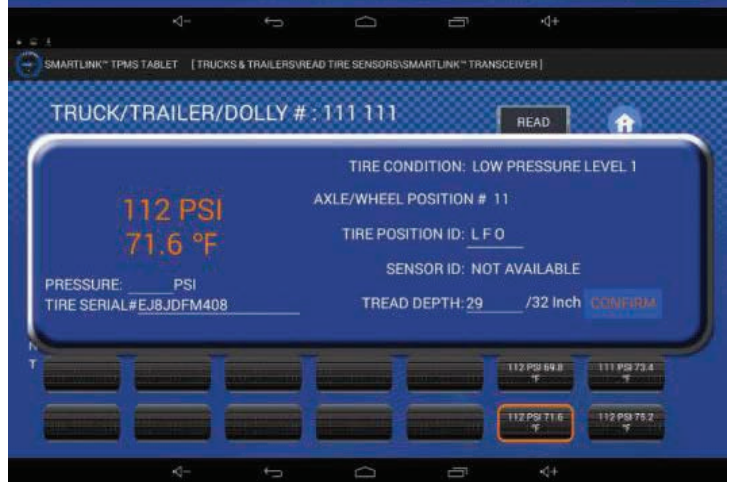 SMARTLINK™ TPMS TABLET [ TRUCKS & TRAILERS\READ TIRE SENSORS\SMARTLINK™ TRANSCEIVER ]
TRUCK/TRAILER/DOLLY # : 111 111
READ
TIRE CONDITION: LOW PRESSURE LEVEL 1
112 PSI
AXLE/WHEEL POSITION # 11
71.6 °F
TIRE POSITION ID: L F O
SENSOR ID: NOT AVAILABLE
PRESSURE: _____PSI
TIRE SERIAL#EJ8JDFM408
TREAD DEPTH: 29 /32 Inch CONFIRM
N
T
112 PSI 69.8 °F
111 PSI 73.4 °F
112 PSI 71.6 °F
112 PSI 75.2 °F